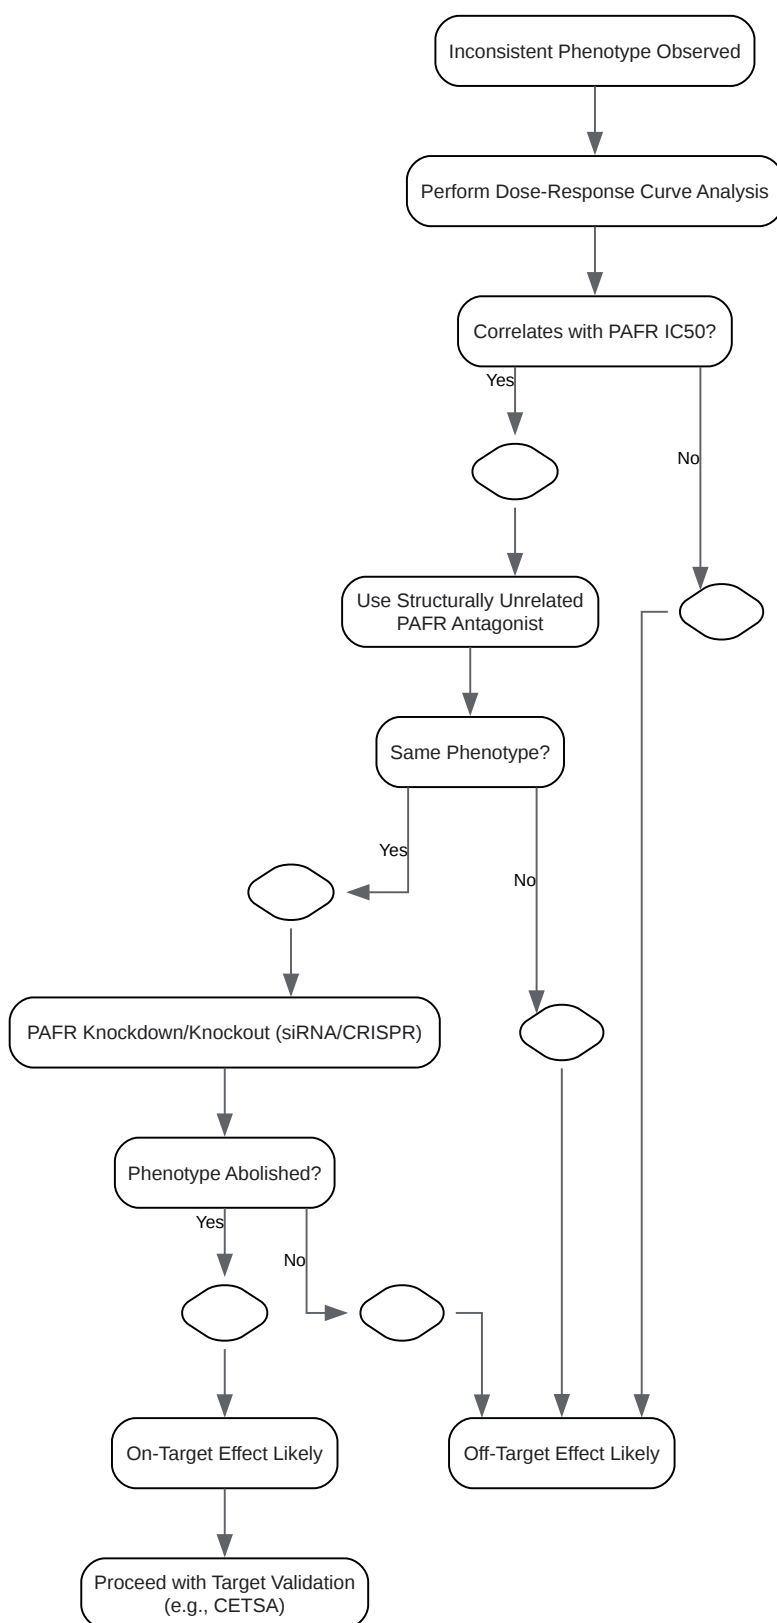 Inconsistent Phenotype Observed
Perform Dose-Response Curve Analysis
Correlates with PAFR IC50?
Yes
No
Use Structurally Unrelated
PAFR Antagonist
Same Phenotype?
Yes
No
PAFR Knockdown/Knockout (siRNA/CRISPR)
Phenotype Abolished?
Yes
No
On-Target Effect Likely
Off-Target Effect Likely
Proceed with Target Validation
(e.g., CETSA)